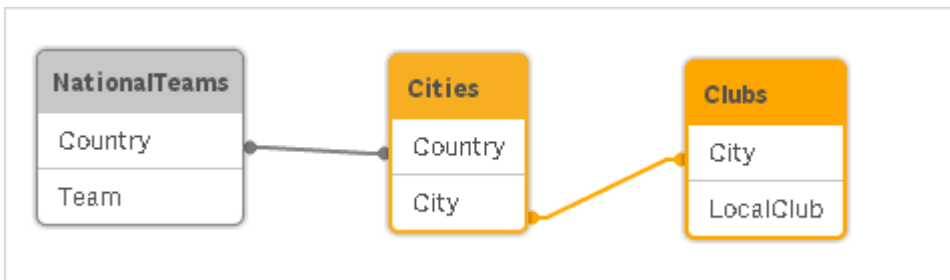 NationalTeams
Country
Team
Cities
Country
City
Clubs
City
LocalClub